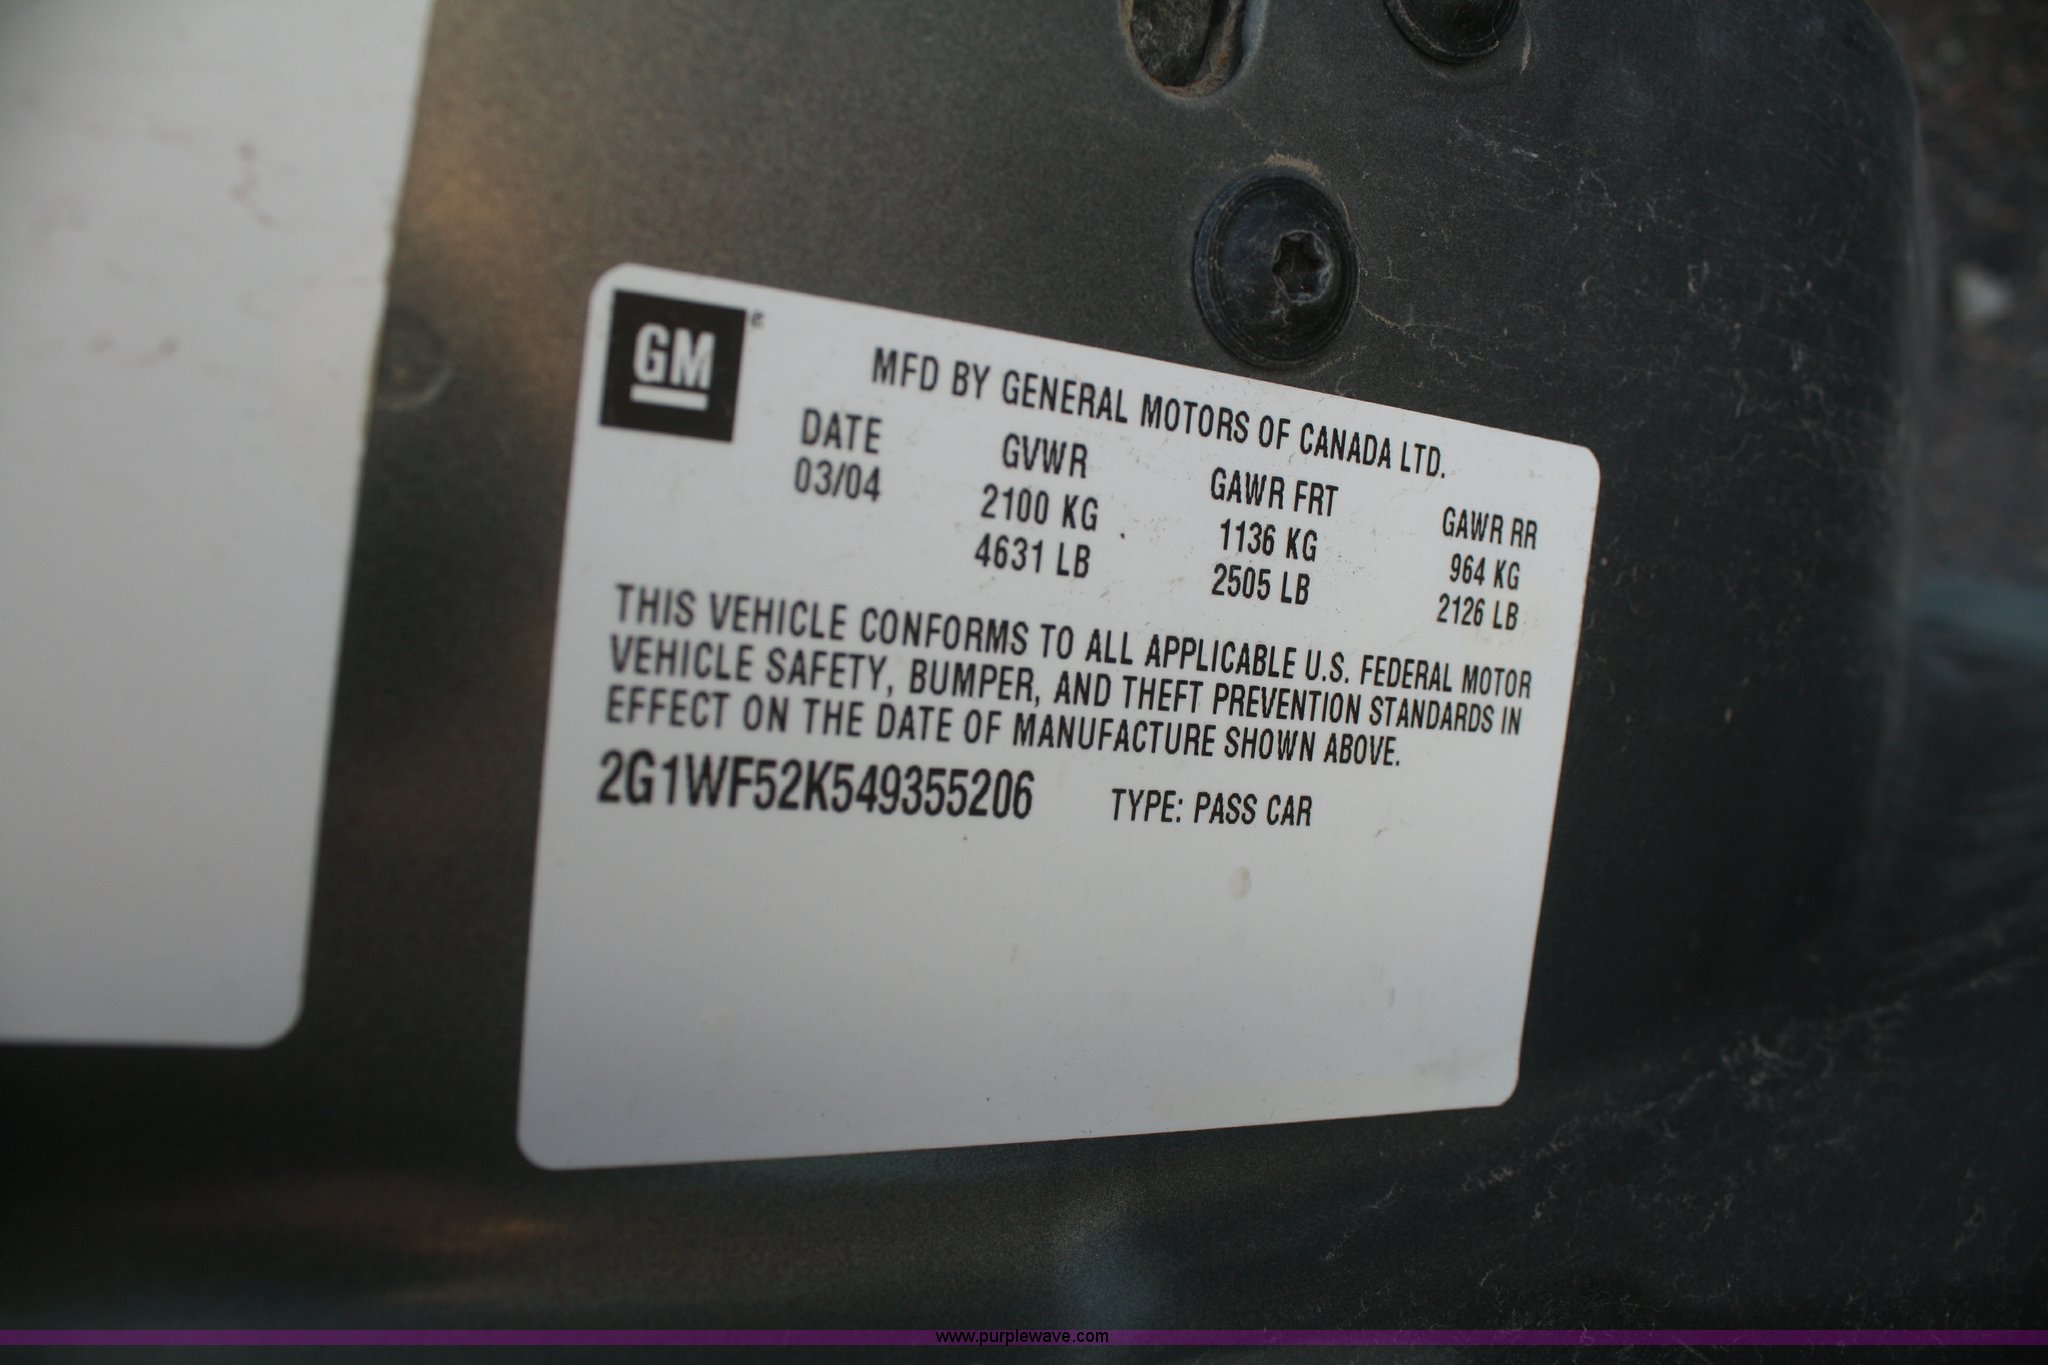 GM
MFD BY GENERAL MOTORS OF CANADA LTD.
DATE GVWR GAWR FRT GAWR RR
03/04 2100 KG 1136 KG 964 KG
4631 LB 2505 LB 2126 LB
THIS VEHICLE CONFORMS TO ALL APPLICABLE U.S. FEDERAL MOTOR
VEHICLE SAFETY, BUMPER, AND THEFT PREVENTION STANDARDS IN
EFFECT ON THE DATE OF MANUFACTURE SHOWN ABOVE.
2G1WF52K549355206 TYPE: PASS CAR
www.purplewave.com